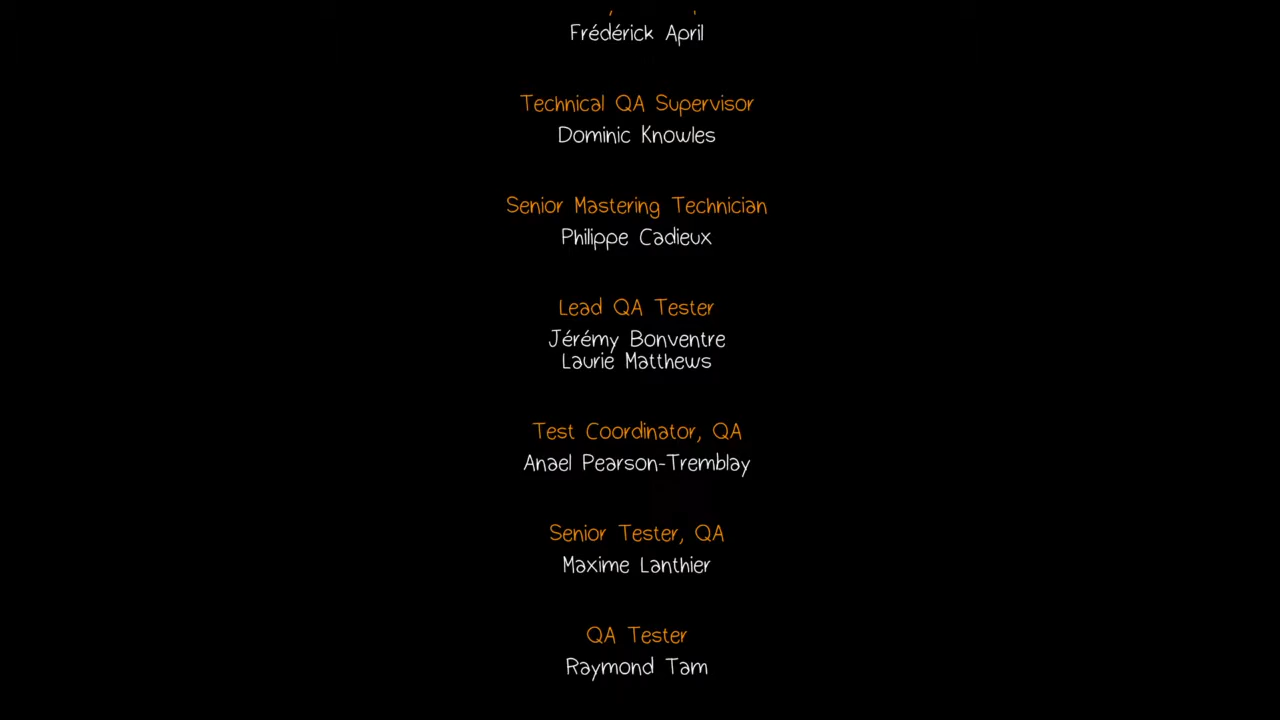 Frédérick April
Technical QA Supervisor
Dominic Knowles
Senior Mastering Technician
Philippe Cadieux
Lead QA Tester
Jérémy Bonventre
Laurie Matthews
Test Coordinator, QA
Anael Pearson-Tremblay
Senior Tester, QA
Maxime Lanthier
QA Tester
Raymond Tam